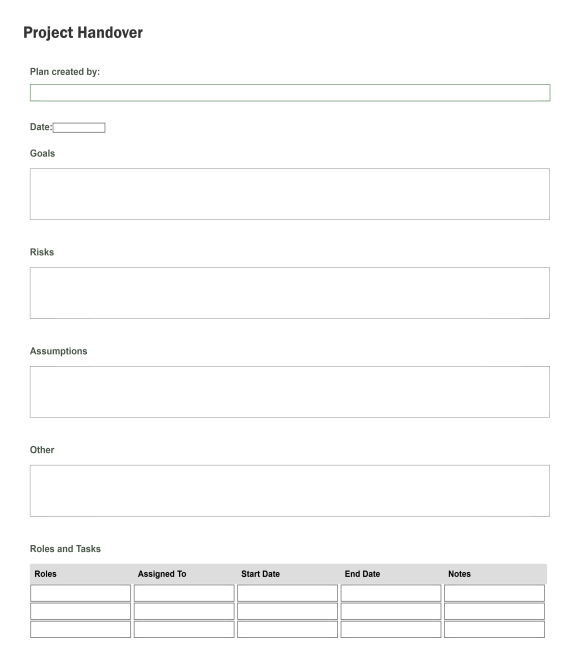 Project Handover
Plan created by:
Date:
Goals
Risks
Assumptions
Other
Roles and Tasks
Roles Assigned To Start Date End Date Notes